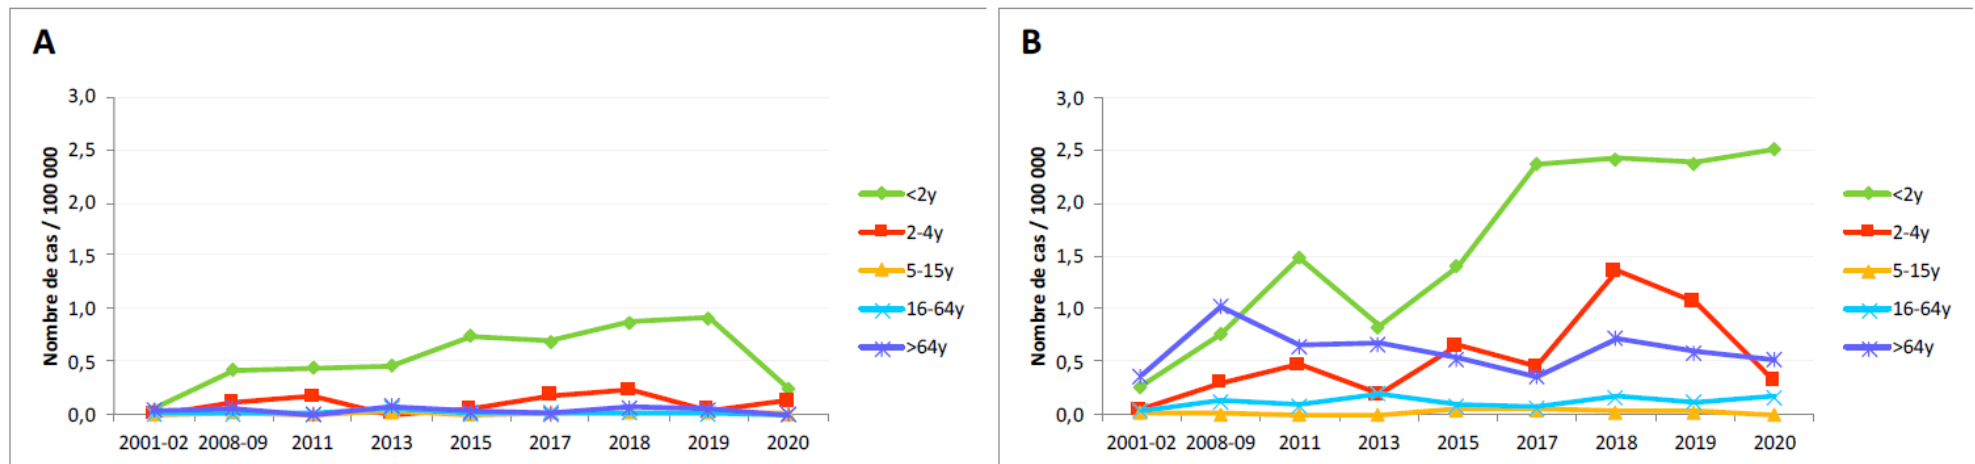 A
Nombre de cas / 100 000
3,0
2,5
2,0
1,5
1,0
0,5
0,0
2001-02 2008-09 2011 2013 2015 2017 2018 2019 2020
<2y
2-4y
5-15y
16-64y
>64y
B
Nombre de cas / 100 000
3,0
2,5
2,0
1,5
1,0
0,5
0,0
2001-02 2008-09 2011 2013 2015 2017 2018 2019 2020
<2y
2-4y
5-15y
16-64y
>64y